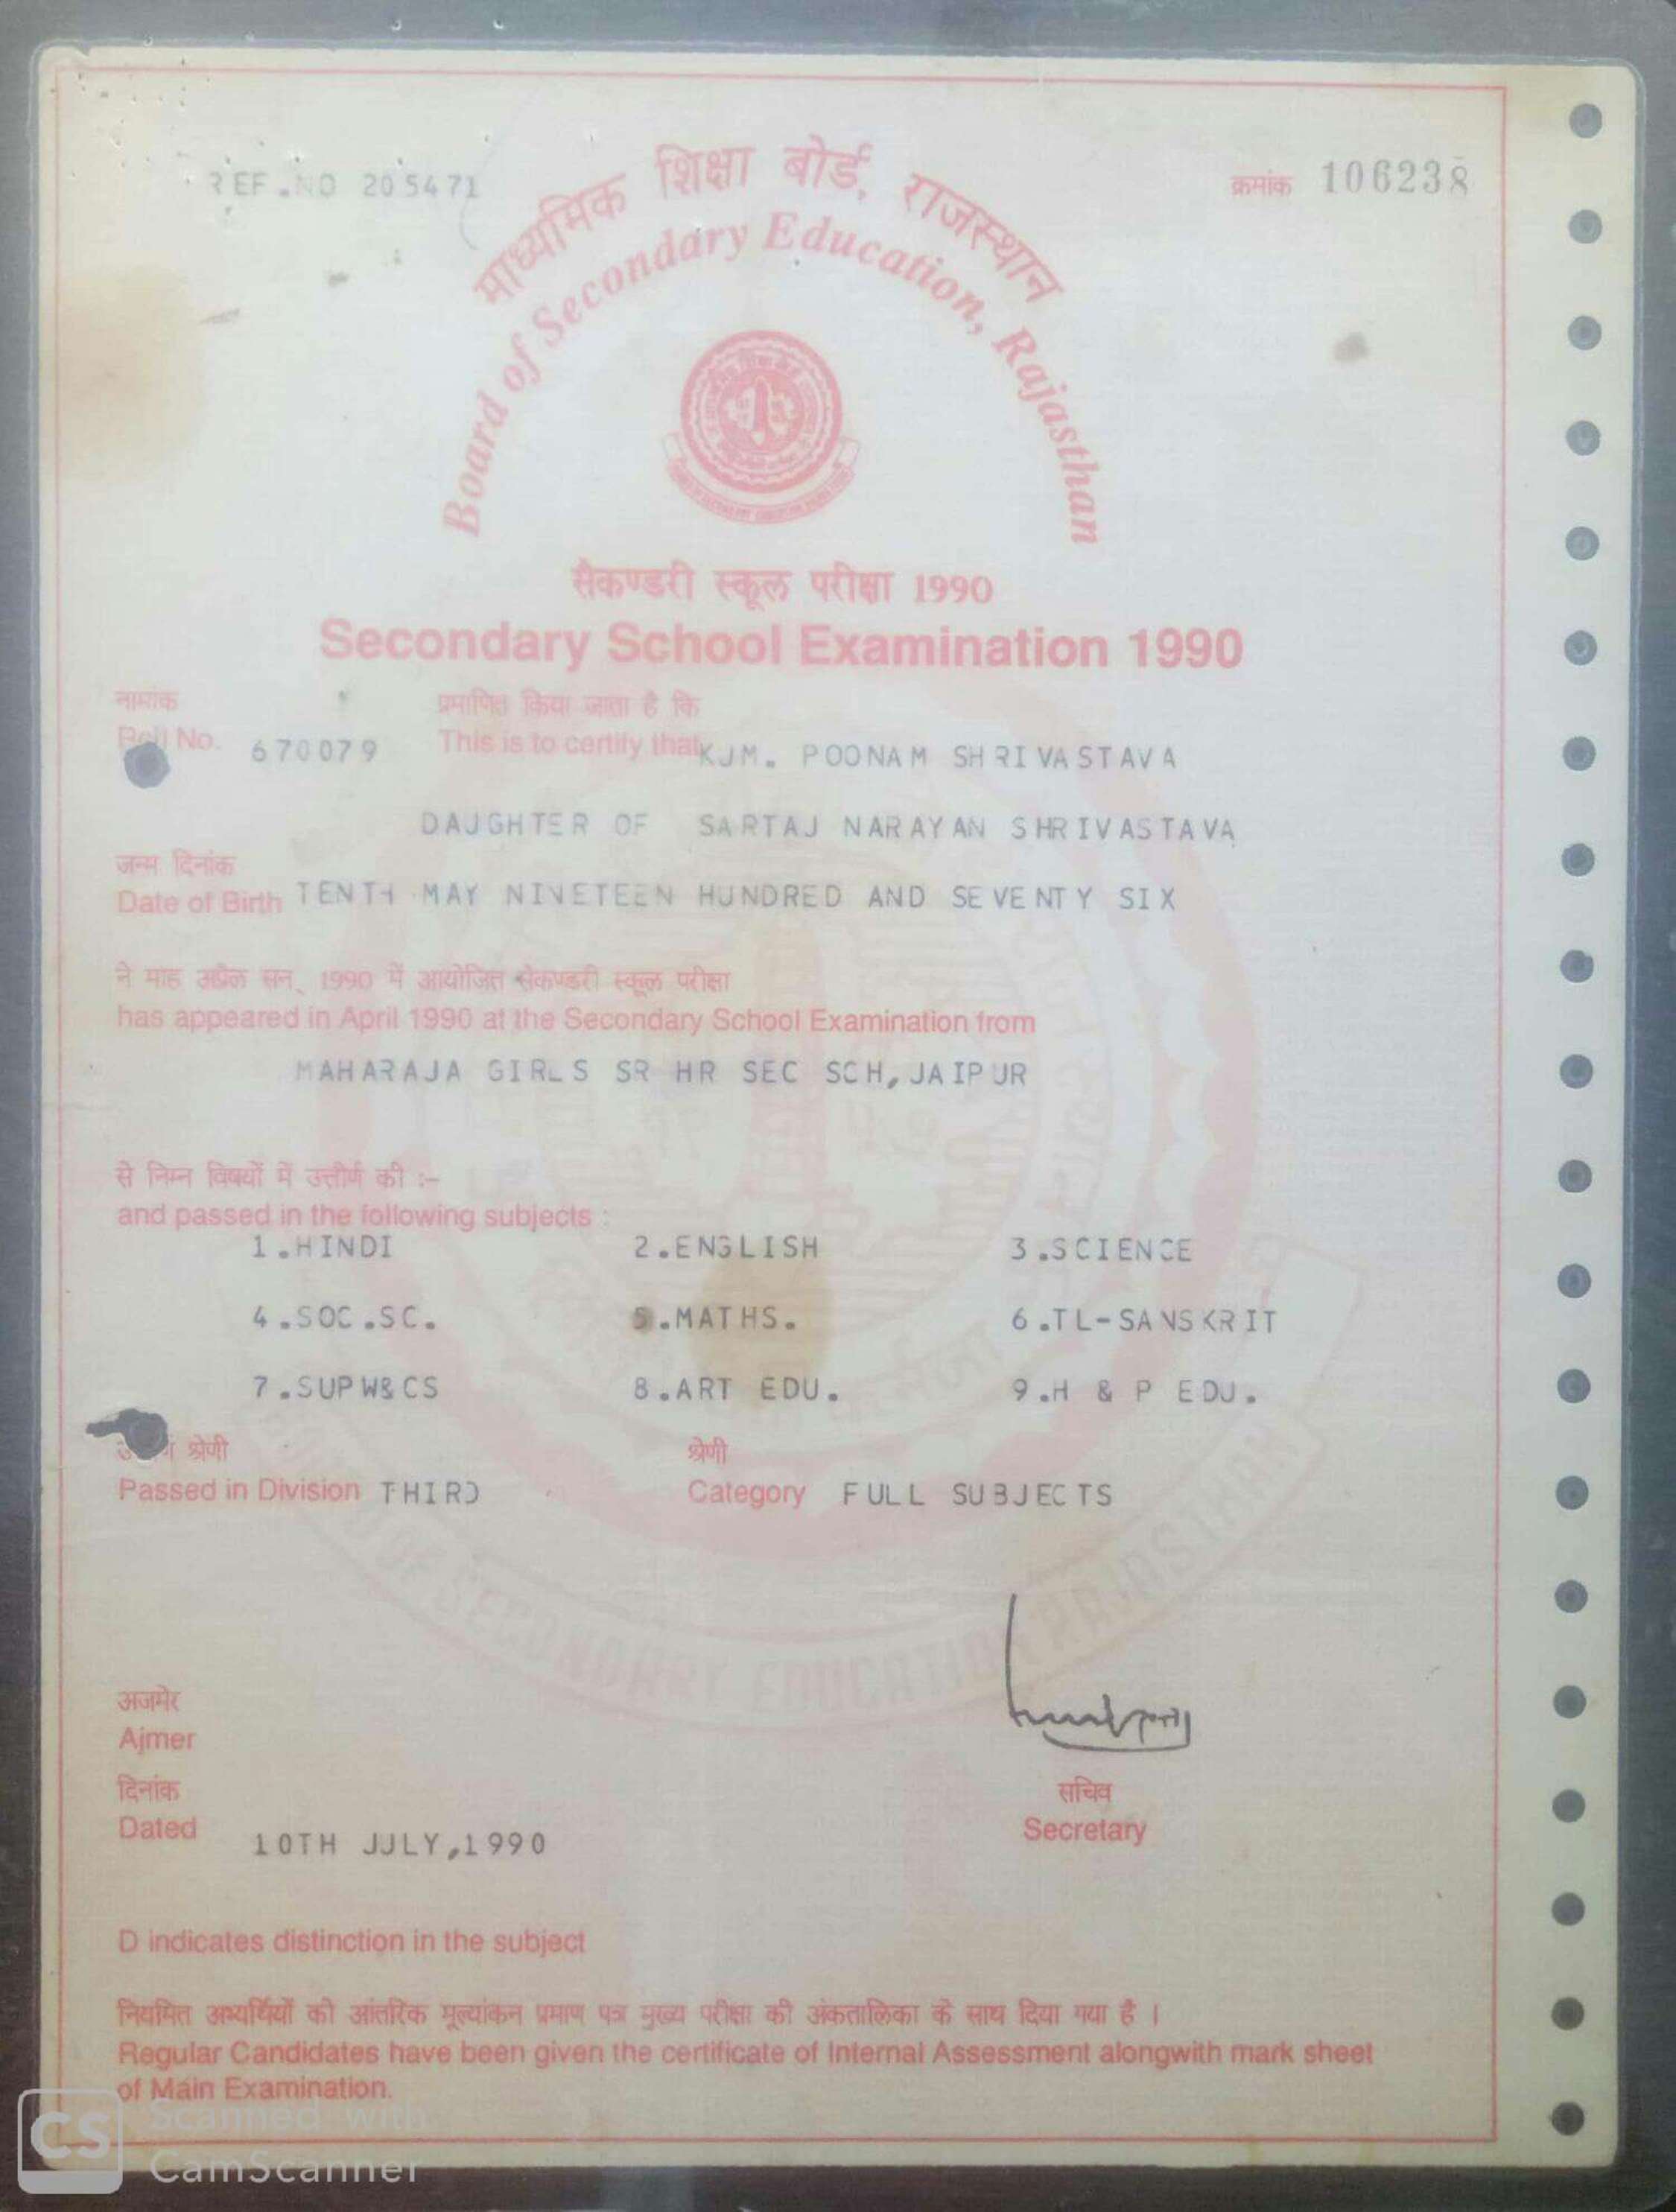 REF.NO 205471
क्रमांक 106238
माध्यमिक शिक्षा बोर्ड, राजस्थान
Board of Secondary Education, Rajasthan
सैकण्डरी स्कूल परीक्षा 1990
Secondary School Examination 1990
नामांक प्रमाणित किया जाता है कि
Roll No. 670079 This is to certify that KUM. POONAM SHRIVASTAVA
DAUGHTER OF SARTAJ NARAYAN SHRIVASTAVA
जन्म दिनांक
Date of Birth TENTH MAY NINETEEN HUNDRED AND SEVENTY SIX
ने माह अप्रैल सन् 1990 में आयोजित सैकण्डरी स्कूल परीक्षा
has appeared in April 1990 at the Secondary School Examination from
MAHARAJA GIRLS SR HR SEC SCH,JAIPUR
से निम्न विषयों में उत्तीर्ण की :-
and passed in the following subjects :
1.HINDI 2.ENGLISH 3.SCIENCE
4.SOC.SC. 5.MATHS. 6.TL-SANSKRIT
7.SUPW&CS 8.ART EDU. 9.H & P EDU.
श्रेणी श्रेणी
Passed in Division THIRD Category FULL SUBJECTS
अजमेर
Ajmer
दिनांक सचिव
Dated Secretary
10TH JULY,1990
D indicates distinction in the subject
नियमित अभ्यर्थियों को आंतरिक मूल्यांकन प्रमाण पत्र मुख्य परीक्षा की अंकतालिका के साथ दिया गया है ।
Regular Candidates have been given the certificate of Internal Assessment alongwith mark sheet
of Main Examination.
CS Scanned with
CamScanner